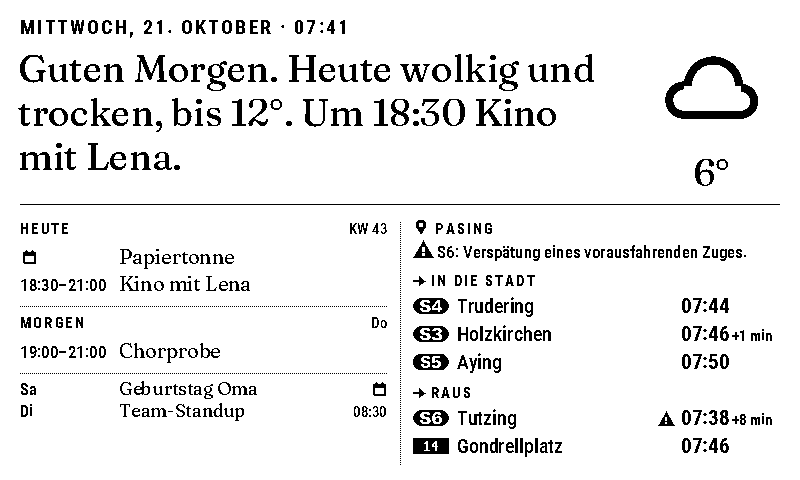 MITTWOCH, 21. OKTOBER · 07:41
Guten Morgen. Heute wolkig und
trocken, bis 12°. Um 18:30 Kino
mit Lena.
6°
HEUTE KW 43
Papiertonne
18:30–21:00 Kino mit Lena
MORGEN Do
19:00–21:00 Chorprobe
Sa Geburtstag Oma
Di Team-Standup 08:30
PASING
S6: Verspätung eines vorausfahrenden Zuges.
→ IN DIE STADT
S4 Trudering 07:44
S3 Holzkirchen 07:46 +1 min
S5 Aying 07:50
→ RAUS
S6 Tutzing 07:38 +8 min
14 Gondrellplatz 07:46